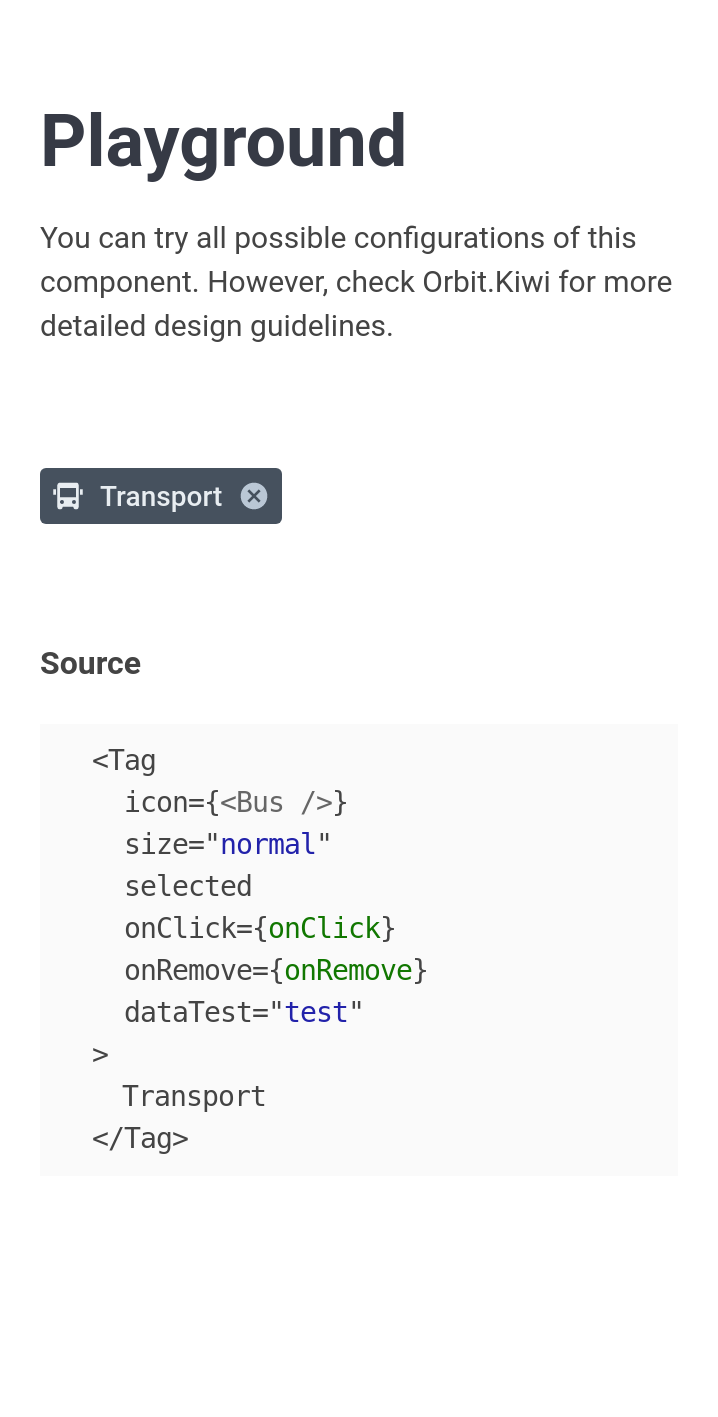 Playground
You can try all possible configurations of this
component. However, check Orbit.Kiwi for more
detailed design guidelines.
Transport
Source
<Tag
  icon={<Bus />}
  size="normal"
  selected
  onClick={onClick}
  onRemove={onRemove}
  dataTest="test"
>
  Transport
</Tag>